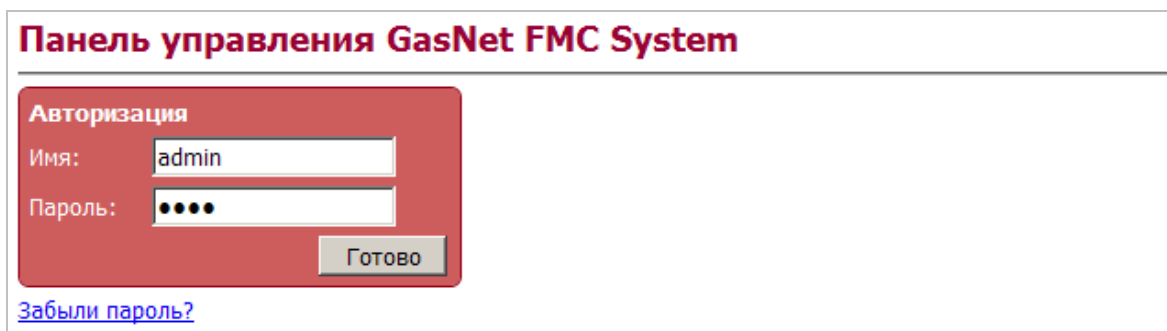 Панель управления GasNet FMC System
Авторизация
Имя: admin
Пароль: ●●●●
Готово
Забыли пароль?